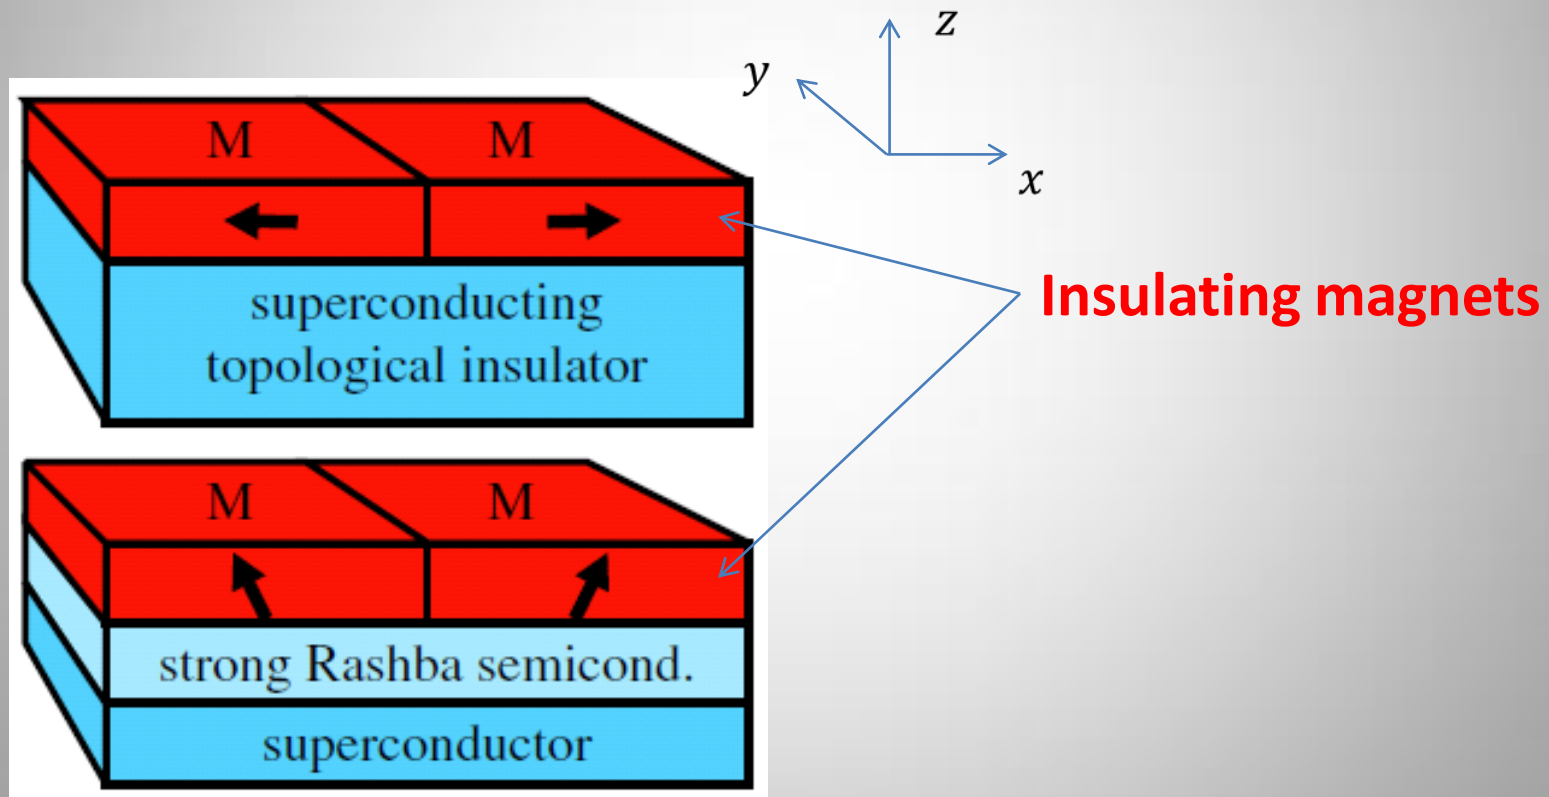 z
y
x
M M
superconducting
topological insulator
Insulating magnets
M M
strong Rashba semicond.
superconductor